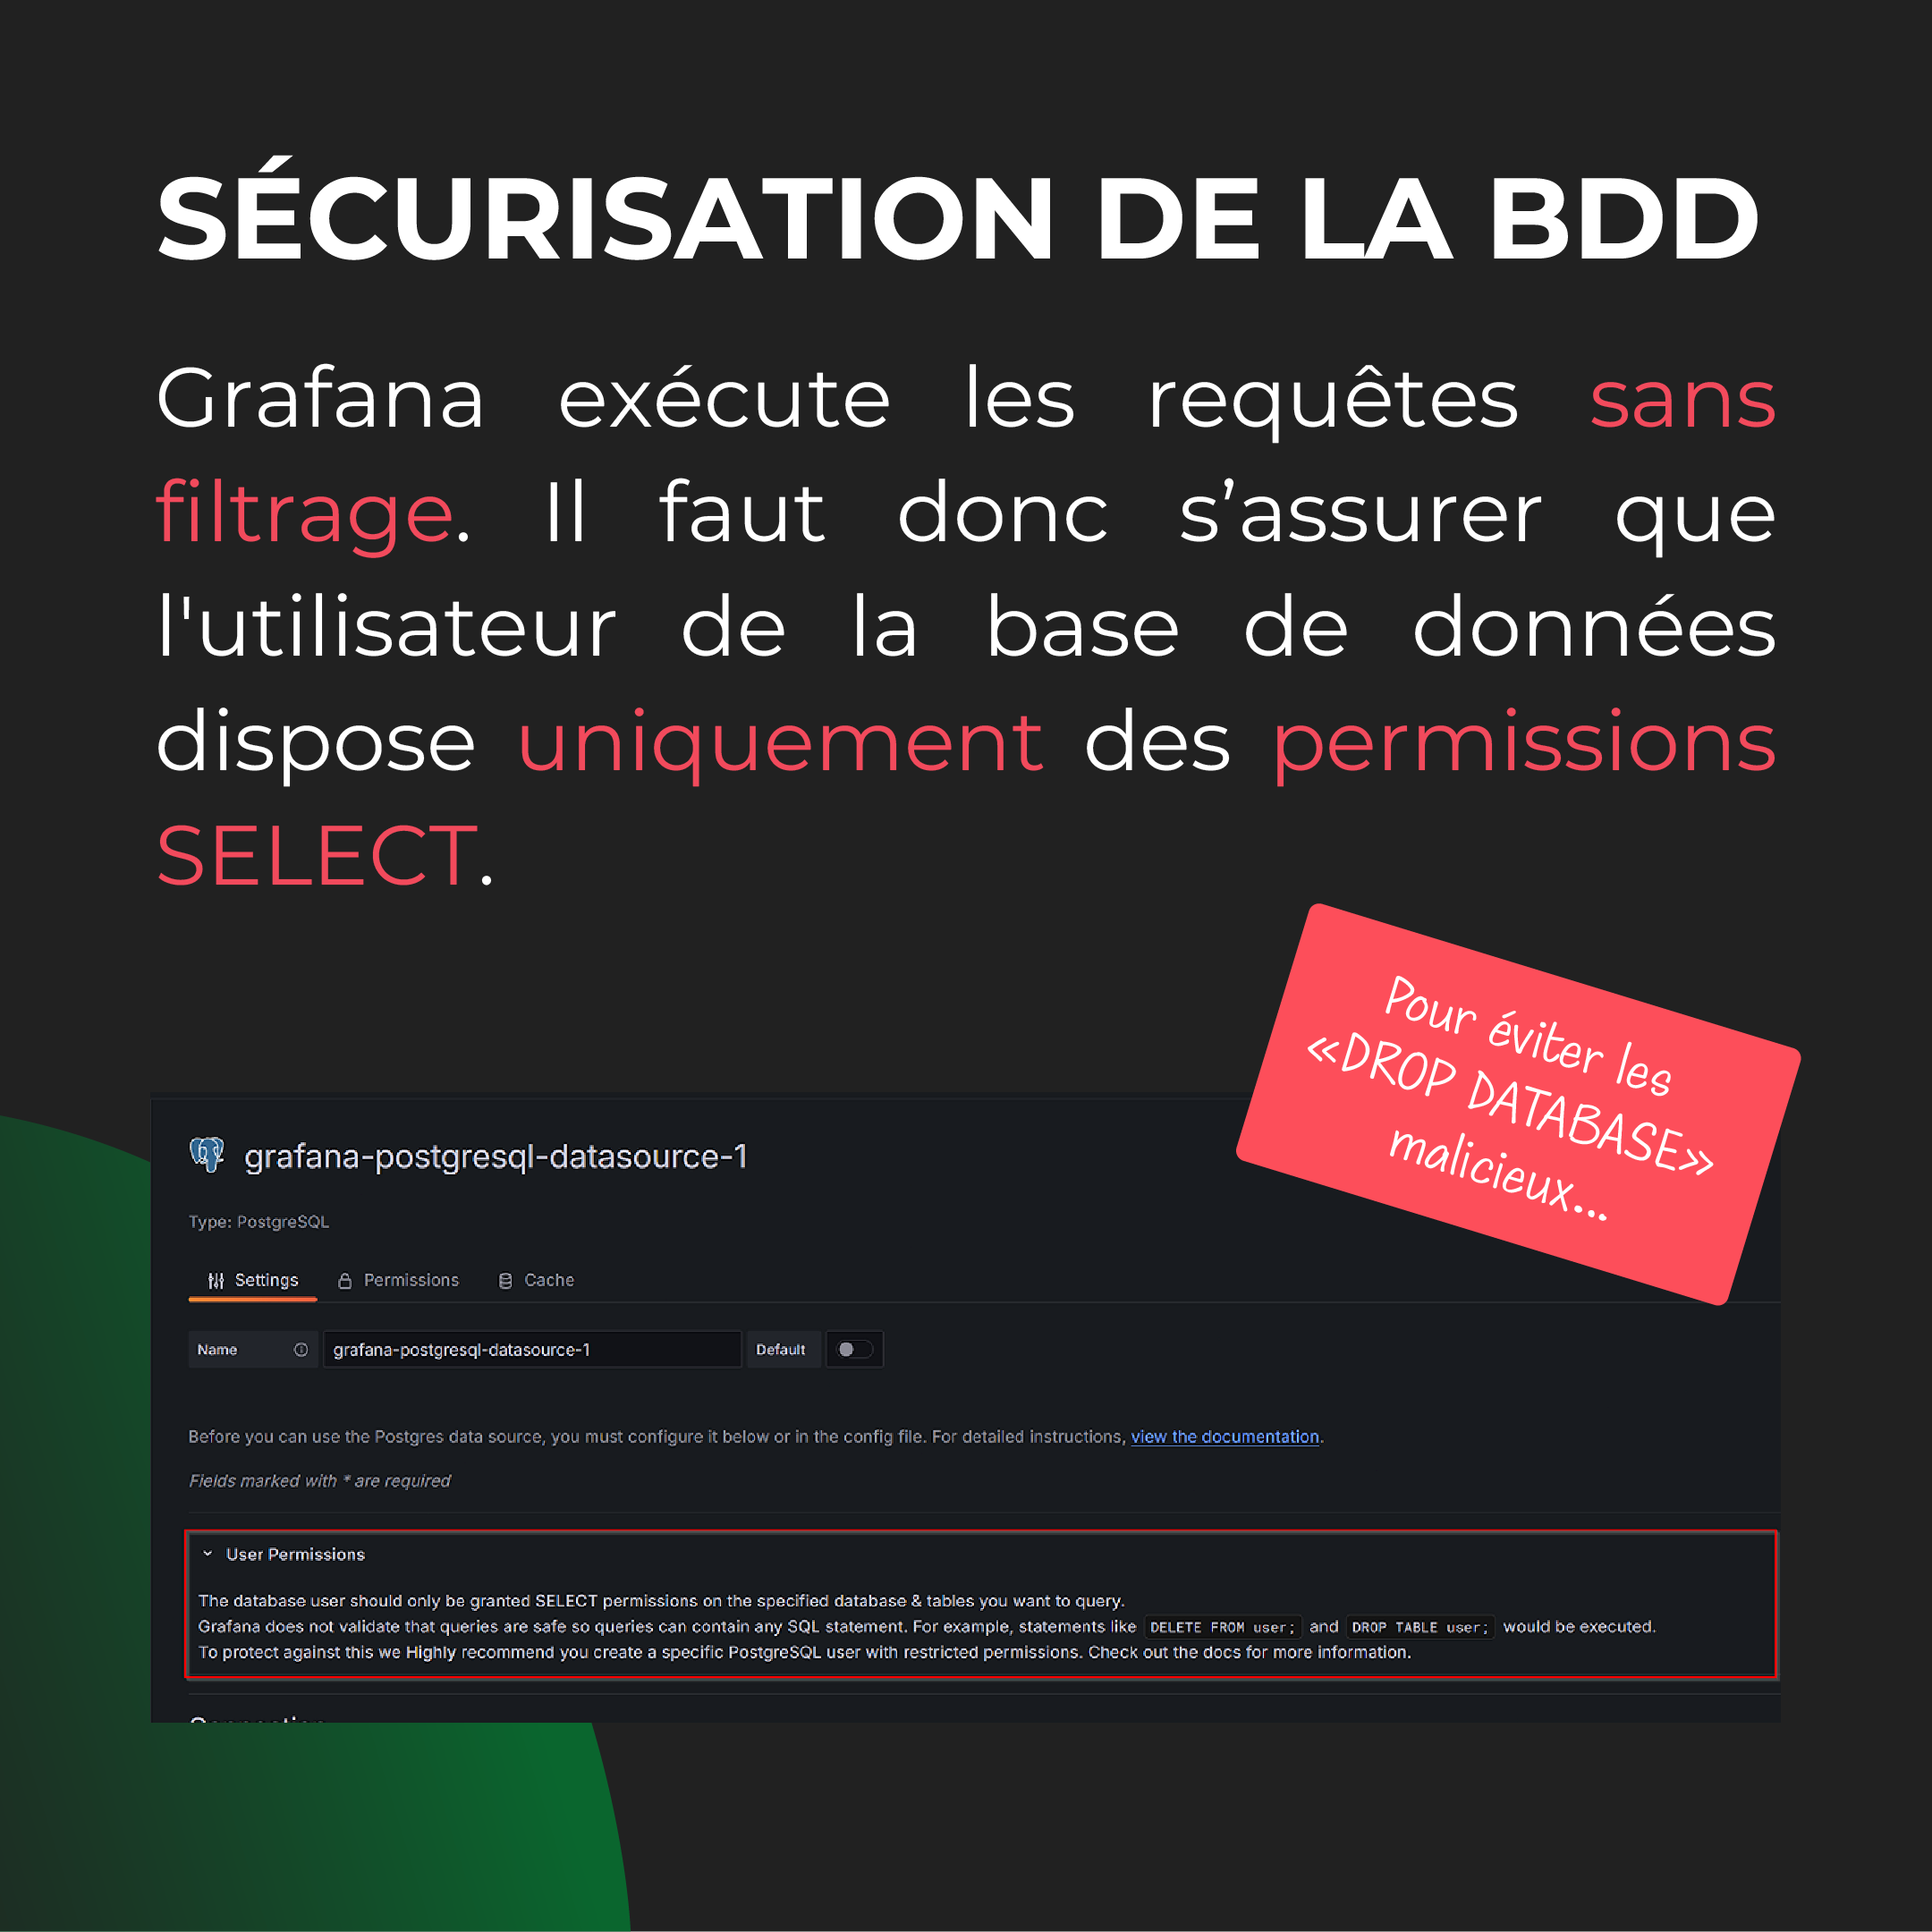 SÉCURISATION DE LA BDD
Grafana exécute les requêtes sans
filtrage. Il faut donc s’assurer que
l'utilisateur de la base de données
dispose uniquement des permissions
SELECT.
Pour éviter les
«DROP DATABASE»
malicieux...
grafana-postgresql-datasource-1
Type: PostgreSQL
Settings Permissions Cache
Name grafana-postgresql-datasource-1 Default
Before you can use the Postgres data source, you must configure it below or in the config file. For detailed instructions, view the documentation.
Fields marked with * are required
User Permissions
The database user should only be granted SELECT permissions on the specified database & tables you want to query.
Grafana does not validate that queries are safe so queries can contain any SQL statement. For example, statements like DELETE FROM user; and DROP TABLE user; would be executed.
To protect against this we Highly recommend you create a specific PostgreSQL user with restricted permissions. Check out the docs for more information.